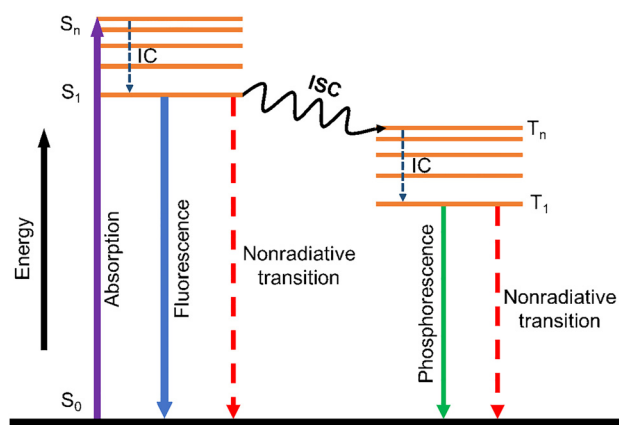 Sn
IC
S1
ISC
Tn
IC
T1
Energy
Absorption
Fluorescence
Nonradiative
transition
Phosphorescence
Nonradiative
transition
S0